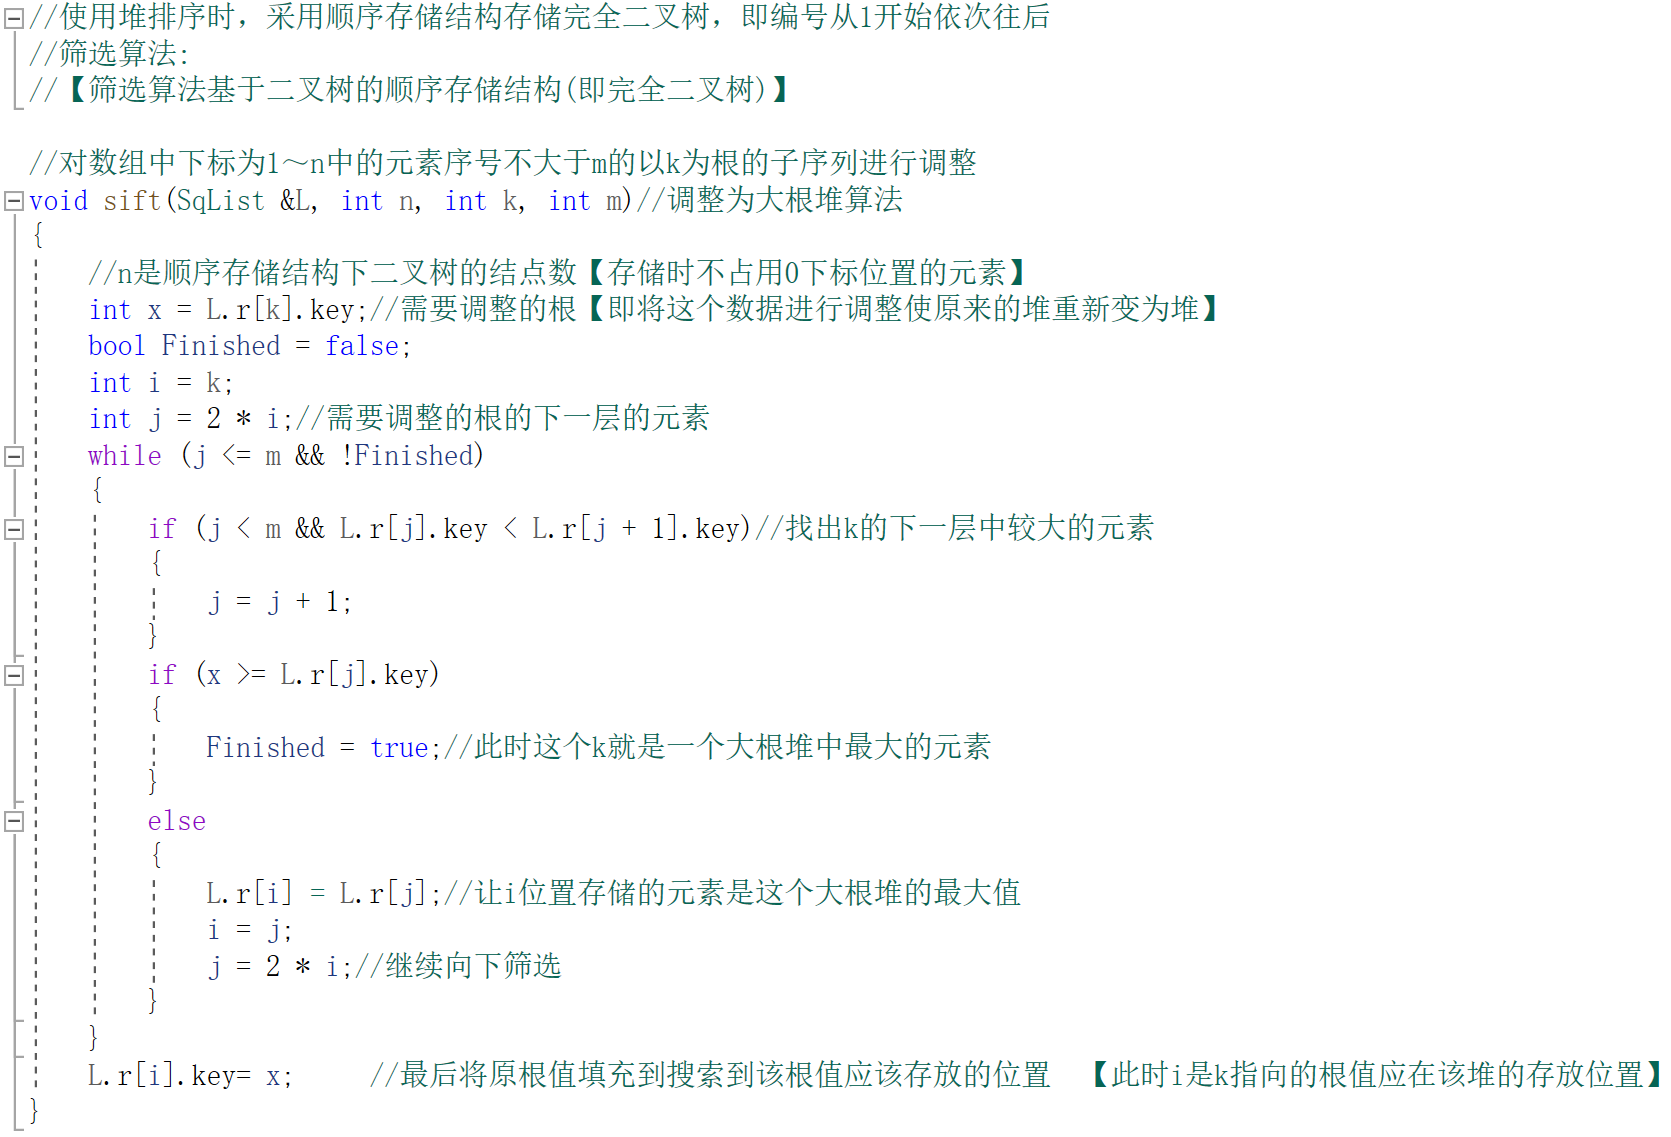 //使用堆排序时，采用顺序存储结构存储完全二叉树，即编号从1开始依次往后
//筛选算法:
//【筛选算法基于二叉树的顺序存储结构(即完全二叉树)】
//对数组中下标为1～n中的元素序号不大于m的以k为根的子序列进行调整
void sift(SqList &L, int n, int k, int m)//调整为大根堆算法
{
//n是顺序存储结构下二叉树的结点数【存储时不占用0下标位置的元素】
int x = L.r[k].key;//需要调整的根【即将这个数据进行调整使原来的堆重新变为堆】
bool Finished = false;
int i = k;
int j = 2 * i;//需要调整的根的下一层的元素
while (j <= m && !Finished)
{
if (j < m && L.r[j].key < L.r[j + 1].key)//找出k的下一层中较大的元素
{
j = j + 1;
}
if (x >= L.r[j].key)
{
Finished = true;//此时这个k就是一个大根堆中最大的元素
}
else
{
L.r[i] = L.r[j];//让i位置存储的元素是这个大根堆的最大值
i = j;
j = 2 * i;//继续向下筛选
}
}
L.r[i].key= x; //最后将原根值填充到搜索到该根值应该存放的位置 【此时i是k指向的根值应在该堆的存放位置】
}